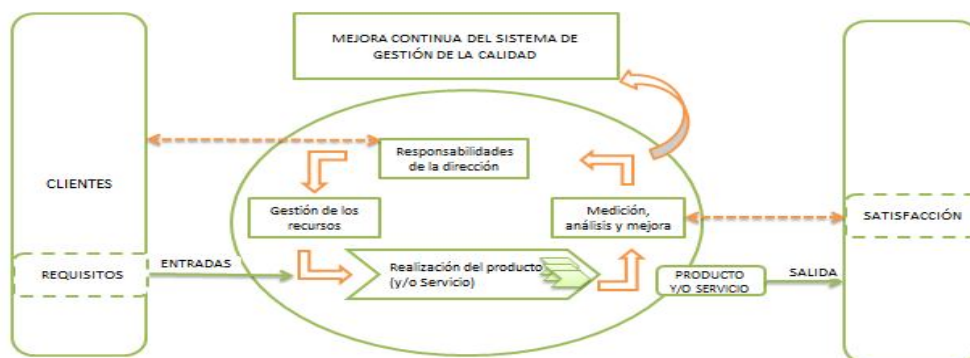 MEJORA CONTINUA DEL SISTEMA DE
GESTIÓN DE LA CALIDAD
Responsabilidades
de la dirección
CLIENTES
Gestión de los
recursos
Medición,
análisis y mejora
SATISFACCIÓN
REQUISITOS
ENTRADAS
Realización del producto
(y/o Servicio)
PRODUCTO
Y/O SERVICIO
SALIDA